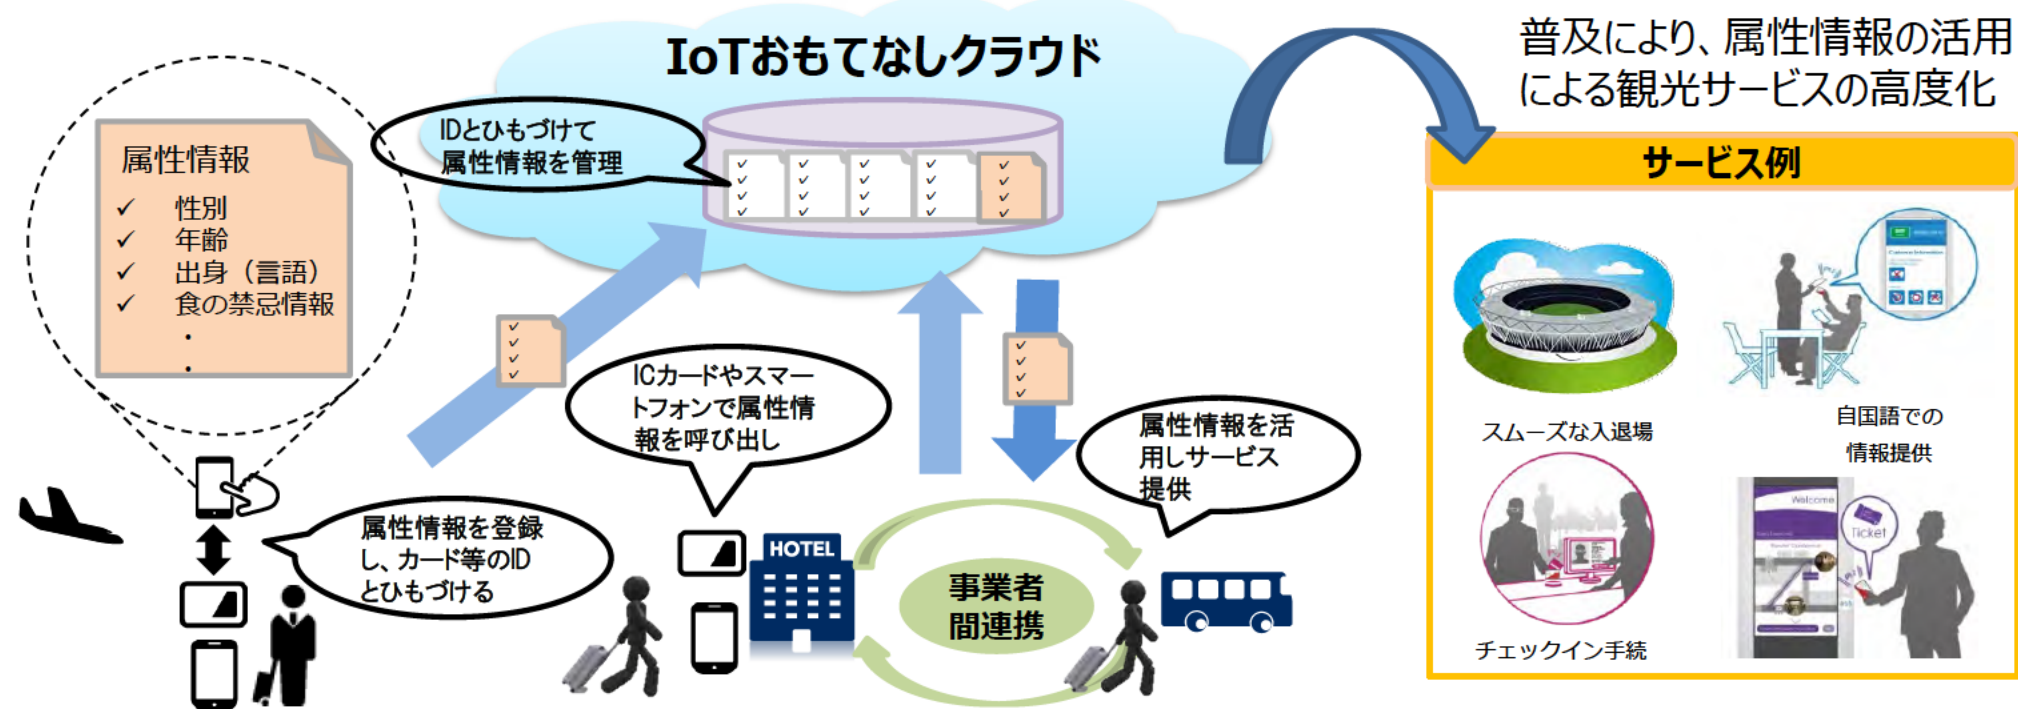 IoTおもてなしクラウド
普及により、属性情報の活用
による観光サービスの高度化
IDとひもづけて
属性情報を管理
属性情報
✓ 性別
✓ 年齢
✓ 出身（言語）
✓ 食の禁忌情報
・
・
サービス例
スムーズな入退場
自国語での
情報提供
チェックイン手続
Welcome
Ticket
ICカードやスマー
トフォンで属性情
報を呼び出し
属性情報を活
用しサービス
提供
属性情報を登録
し、カード等のID
とひもづける
HOTEL
事業者
間連携